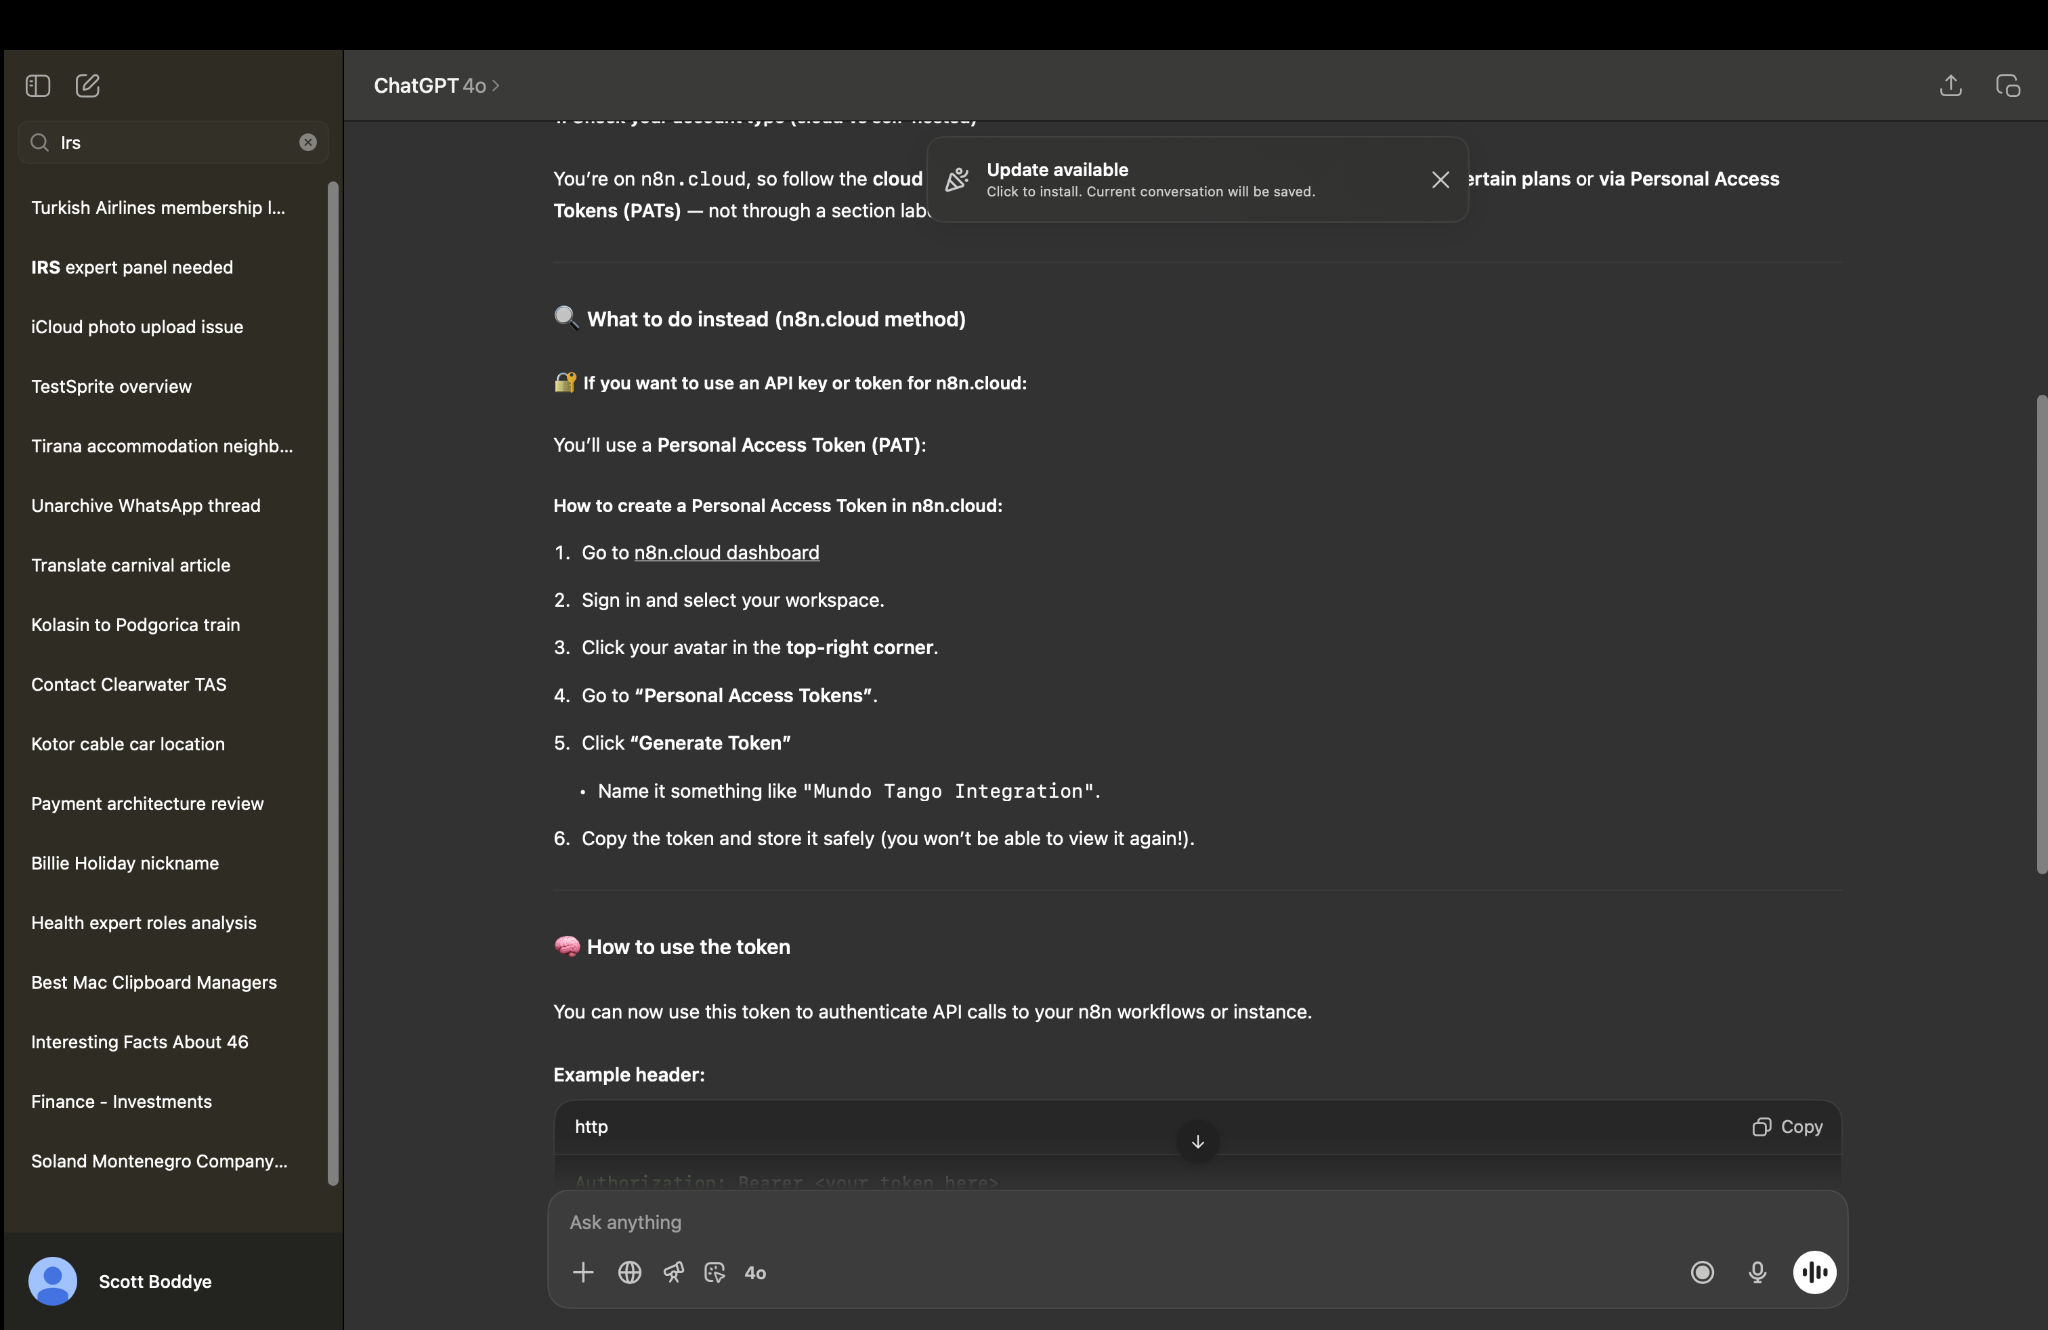 ChatGPT 4o >
Irs
Turkish Airlines membership l...
IRS expert panel needed
iCloud photo upload issue
TestSprite overview
Tirana accommodation neighb...
Unarchive WhatsApp thread
Translate carnival article
Kolasin to Podgorica train
Contact Clearwater TAS
Kotor cable car location
Payment architecture review
Billie Holiday nickname
Health expert roles analysis
Best Mac Clipboard Managers
Interesting Facts About 46
Finance - Investments
Soland Montenegro Company...
Scott Boddye
1. Check your account type (cloud vs self-hosted)
Update available
Click to install. Current conversation will be saved.
You’re on n8n.cloud, so follow the cloud ertain plans or via Personal Access
Tokens (PATs) — not through a section lab
🔍 What to do instead (n8n.cloud method)
🔐 If you want to use an API key or token for n8n.cloud:
You’ll use a Personal Access Token (PAT):
How to create a Personal Access Token in n8n.cloud:
1. Go to n8n.cloud dashboard
2. Sign in and select your workspace.
3. Click your avatar in the top-right corner.
4. Go to “Personal Access Tokens”.
5. Click “Generate Token”
• Name it something like "Mundo Tango Integration".
6. Copy the token and store it safely (you won’t be able to view it again!).
🧠 How to use the token
You can now use this token to authenticate API calls to your n8n workflows or instance.
Example header:
http
Copy
Authorization: Bearer <your_token_here>
Ask anything
4o